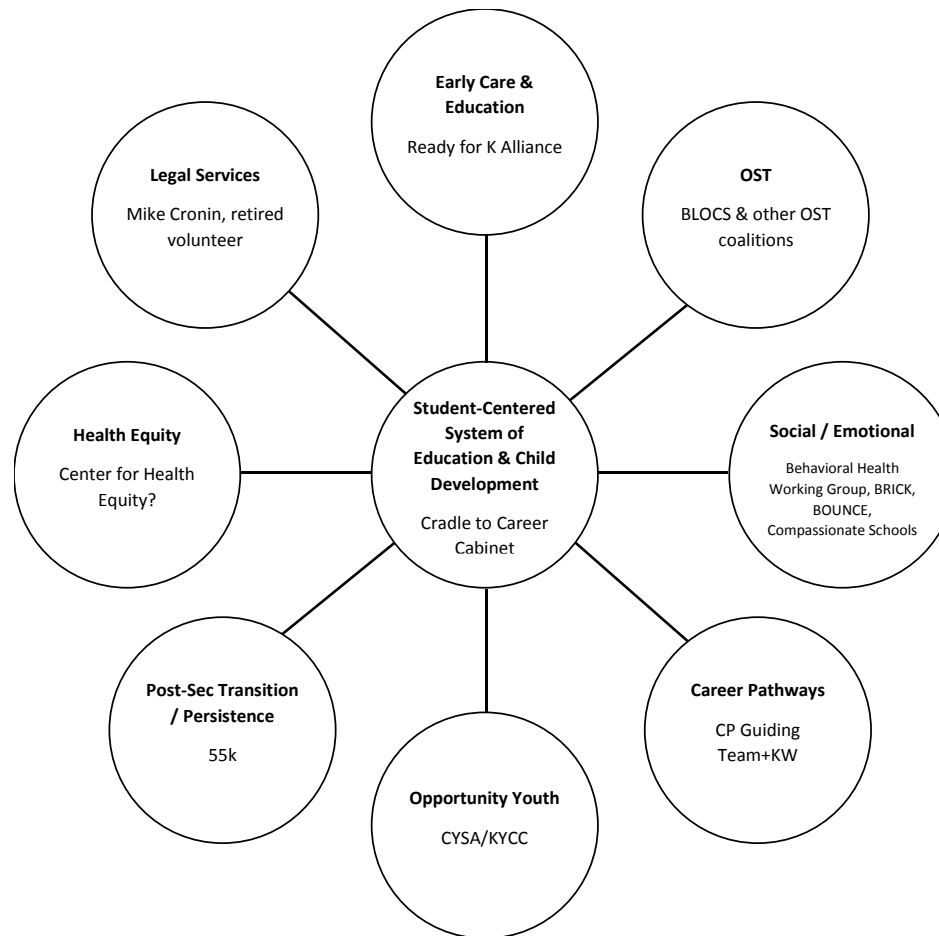 Early Care &
Education
Ready for K Alliance
OST
BLOCS & other OST
coalitions
Social / Emotional
Behavioral Health
Working Group, BRICK,
BOUNCE,
Compassionate Schools
Career Pathways
CP Guiding
Team+KW
Opportunity Youth
CYSA/KYCC
Post-Sec Transition
/ Persistence
55k
Health Equity
Center for Health
Equity?
Legal Services
Mike Cronin, retired
volunteer
Student-Centered
System of
Education & Child
Development
Cradle to Career
Cabinet